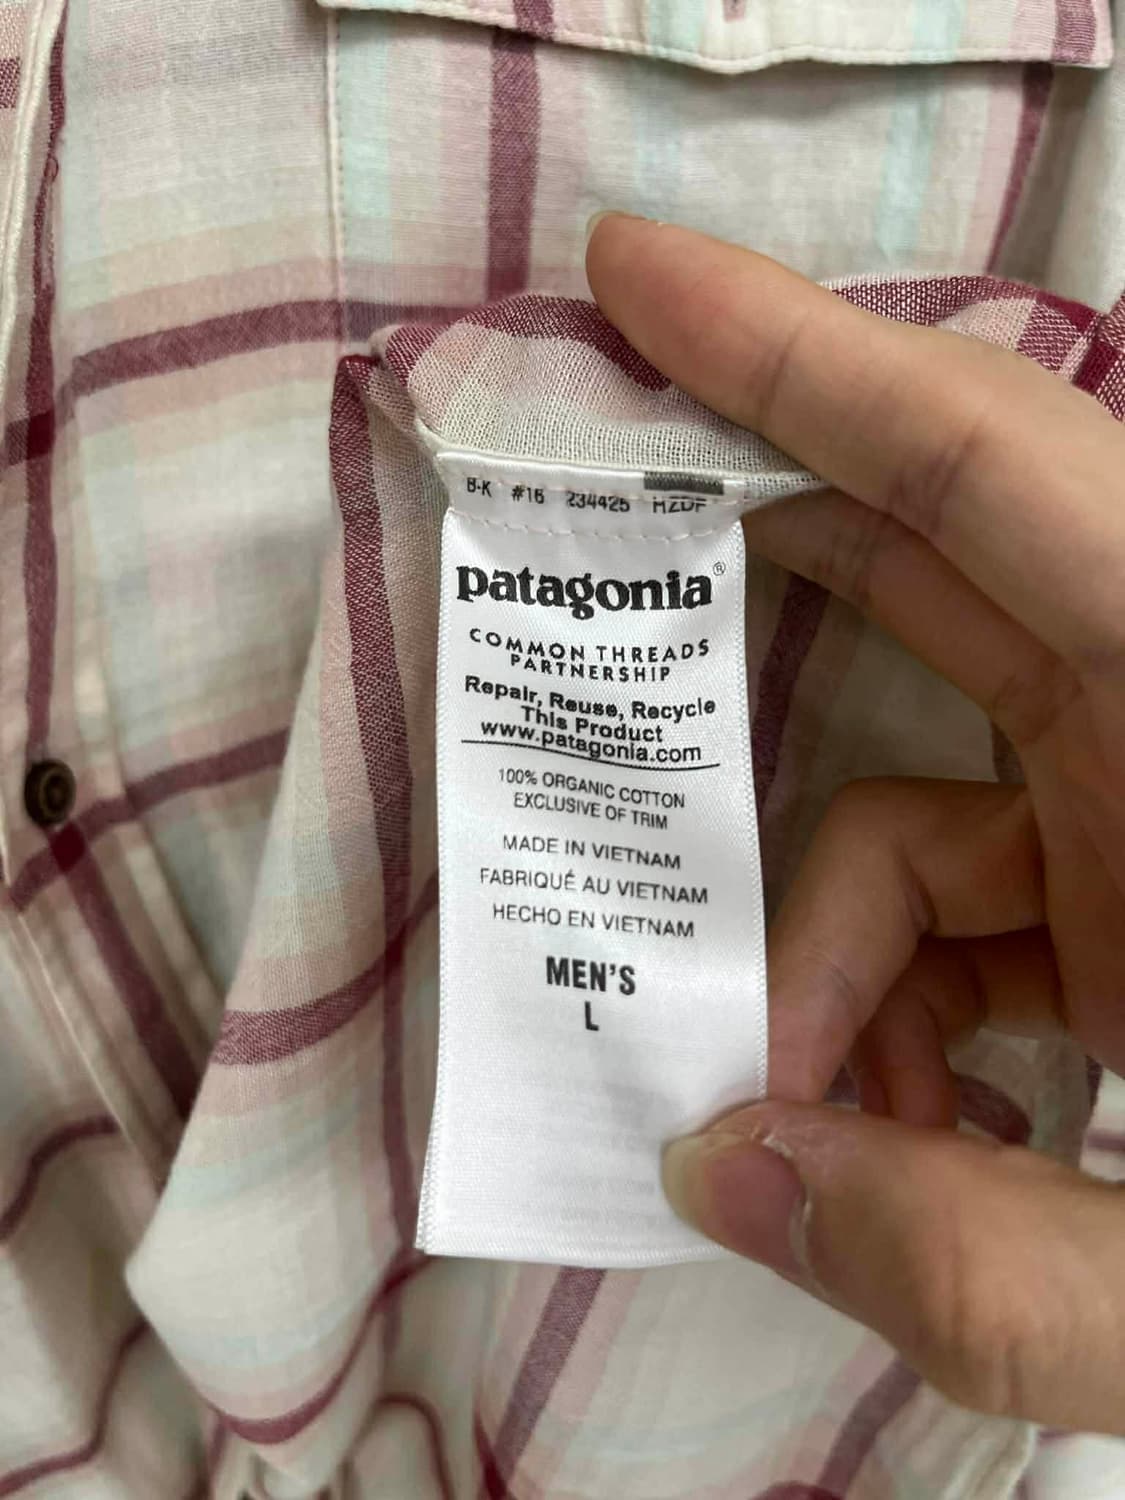 B-K #16 234425 HZDF
patagonia®
COMMON THREADS
PARTNERSHIP
Repair, Reuse, Recycle
This Product
www.patagonia.com
100% ORGANIC COTTON
EXCLUSIVE OF TRIM
MADE IN VIETNAM
FABRIQUÉ AU VIETNAM
HECHO EN VIETNAM
MEN'S
L